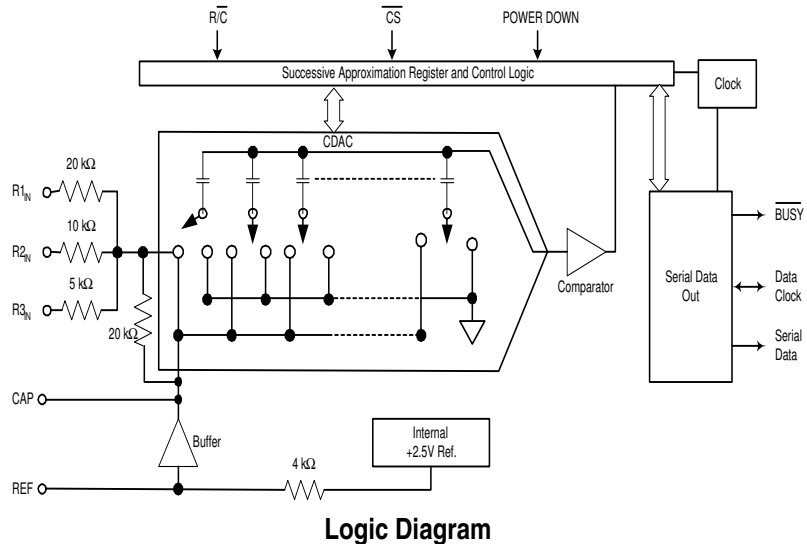 R/C̅ C̅S̅ POWER DOWN
Successive Approximation Register and Control Logic
Clock
CDAC
20 kΩ
R1IN
10 kΩ
R2IN
5 kΩ
R3IN
20 kΩ
Comparator
Serial Data
Out
B̅U̅S̅Y̅
Data
Clock
Serial
Data
CAP
Buffer
Internal
+2.5V Ref.
4 kΩ
REF
Logic Diagram